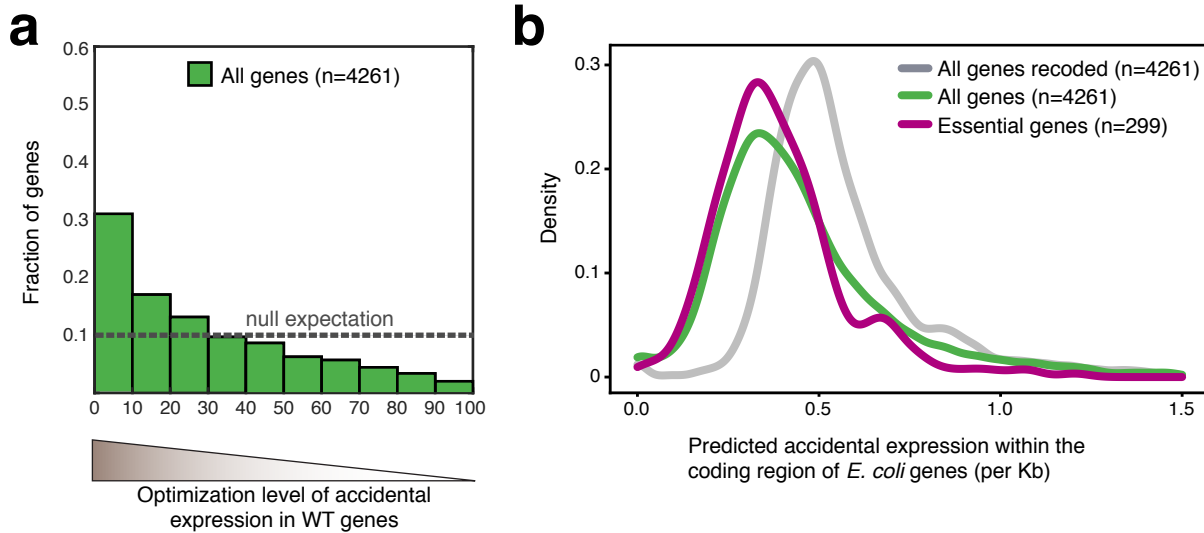 a
Fraction of genes
0.6
0.5
0.4
0.3
0.2
0.1
All genes (n=4261)
null expectation
0 10 20 30 40 50 60 70 80 90 100
Optimization level of accidental
expression in WT genes
b
Density
0.3
0.2
0.1
0
All genes recoded (n=4261)
All genes (n=4261)
Essential genes (n=299)
0.0 0.5 1.0 1.5
Predicted accidental expression within the
coding region of E. coli genes (per Kb)